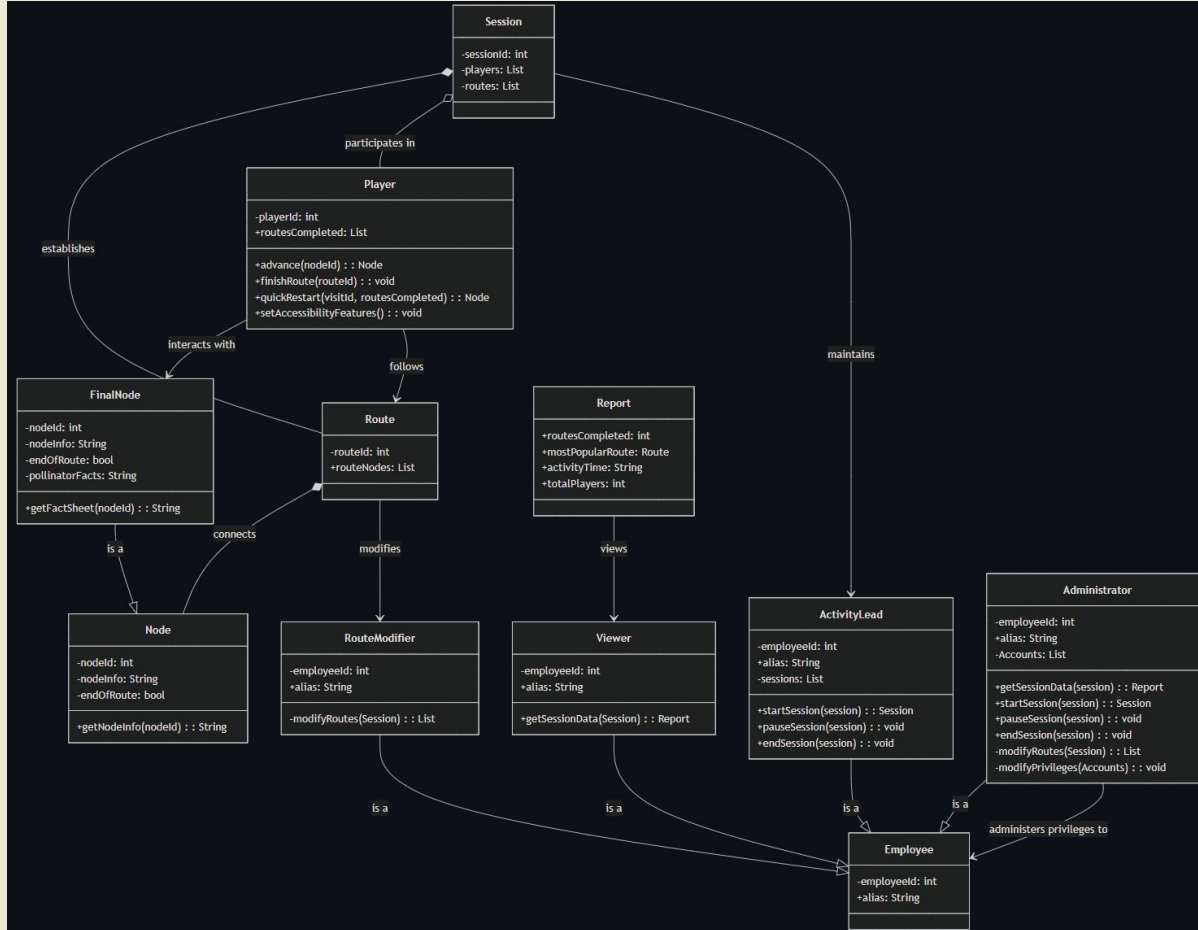 Session
-sessionId: int
-players: List
-routes: List
participates in
Player
-playerId: int
+routesCompleted: List
+advance(nodeId) : : Node
+finishRoute(routeId) : : void
+quickRestart(visitId, routesCompleted) : : Node
+setAccessibilityFeatures() : : void
establishes
interacts with
follows
maintains
FinalNode
-nodeId: int
-nodeInfo: String
-endOfRoute: bool
-pollinatorFacts: String
+getFactSheet(nodeId) : : String
Route
-routeId: int
+routeNodes: List
Report
+routesCompleted: int
+mostPopularRoute: Route
+activityTime: String
+totalPlayers: int
is a
connects
modifies
views
Node
-nodeId: int
-nodeInfo: String
-endOfRoute: bool
+getNodeInfo(nodeId) : : String
RouteModifier
-employeeId: int
+alias: String
-modifyRoutes(Session) : : List
Viewer
-employeeId: int
+alias: String
+getSessionData(Session) : : Report
ActivityLead
-employeeId: int
+alias: String
-sessions: List
+startSession(session) : : Session
+pauseSession(session) : : void
+endSession(session) : : void
Administrator
-employeeId: int
+alias: String
-Accounts: List
+getSessionData(session) : : Report
+startSession(session) : : Session
+pauseSession(session) : : void
+endSession(session) : : void
-modifyRoutes(Session) : : List
-modifyPrivileges(Accounts) : : void
is a
is a
is a
is a
administers privileges to
Employee
-employeeId: int
+alias: String